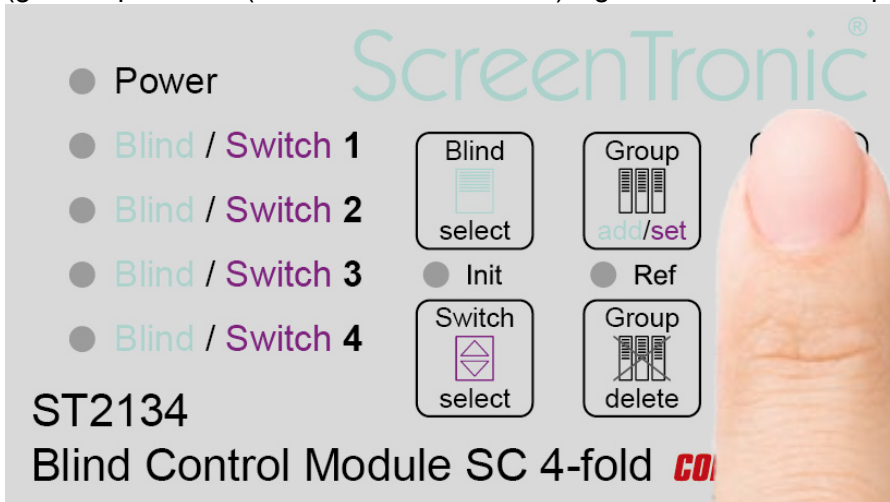 ScreenTronic®
Power
Blind / Switch 1
Blind / Switch 2
Blind / Switch 3
Blind / Switch 4
Blind
select
Group
add/set
Init
Ref
Switch
select
Group
delete
ST2134
Blind Control Module SC 4-fold